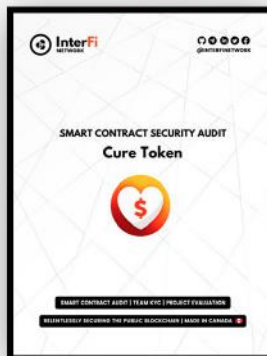 InterFi
NETWORK
@INTERFINETWORK
SMART CONTRACT SECURITY AUDIT
Cure Token
$
SMART CONTRACT AUDIT | TEAM KYC | PROJECT EVALUATION
RELENTLESSLY SECURING THE PUBLIC BLOCKCHAIN | MADE IN CANADA